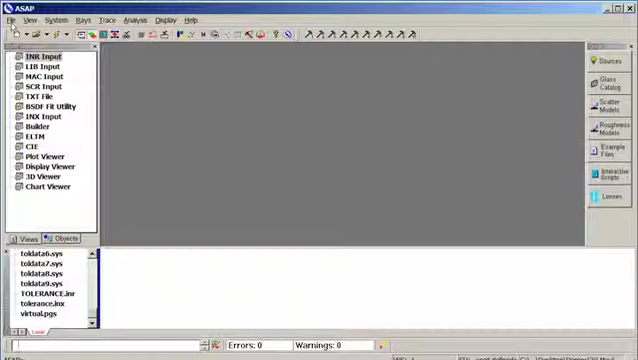 ASAP
File View System Rays Trace Analysis Display Help
INR Input
LIB Input
MAC Input
SCR Input
TXT File
BSDF Fit Utility
INX Input
Builder
ELTM
CIE
Plot Viewer
Display Viewer
3D Viewer
Chart Viewer
Views Objects
Sources
Glass
Catalog
Scatter
Models
Roughness
Models
Example
Files
Interactive
Scripts
Lenses
toldata6.sys
toldata7.sys
toldata8.sys
toldata9.sys
TOLERANCE.inr
tolerance.inx
virtual.pgs
Local
Errors: 0 Warnings: 0
ASAP>